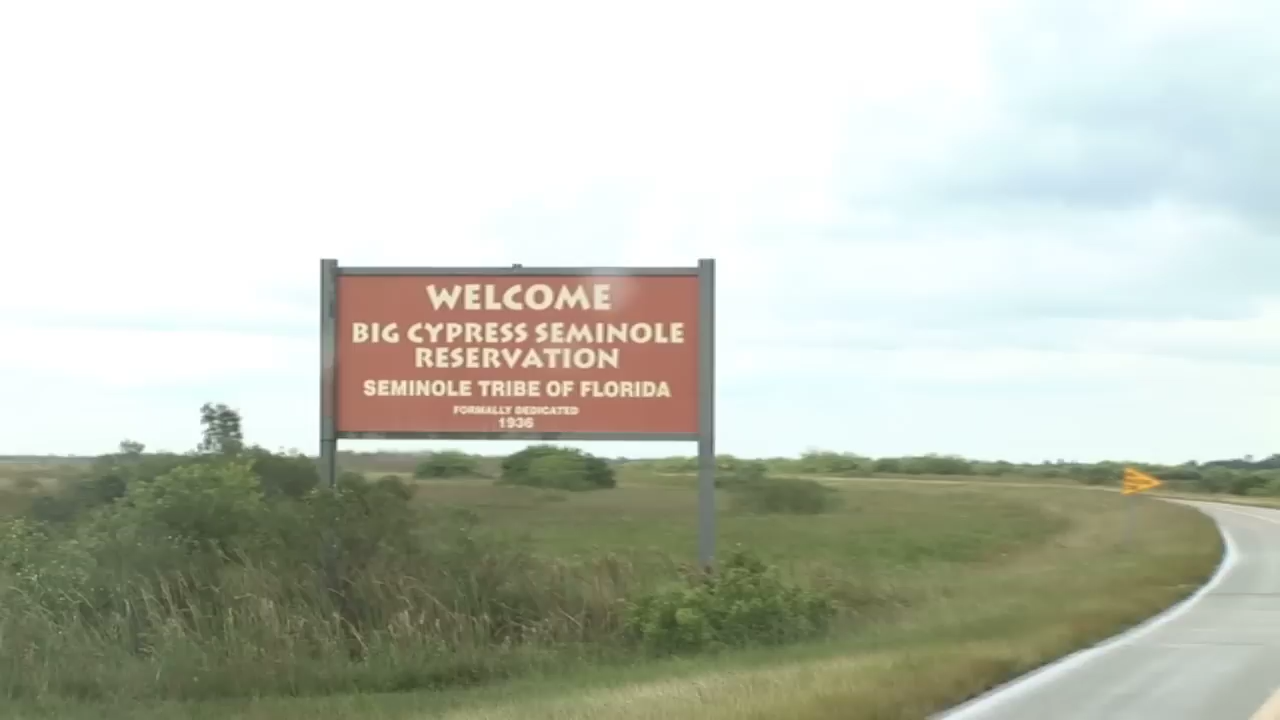 WELCOME
BIG CYPRESS SEMINOLE
RESERVATION
SEMINOLE TRIBE OF FLORIDA
FORMALLY DEDICATED
1936